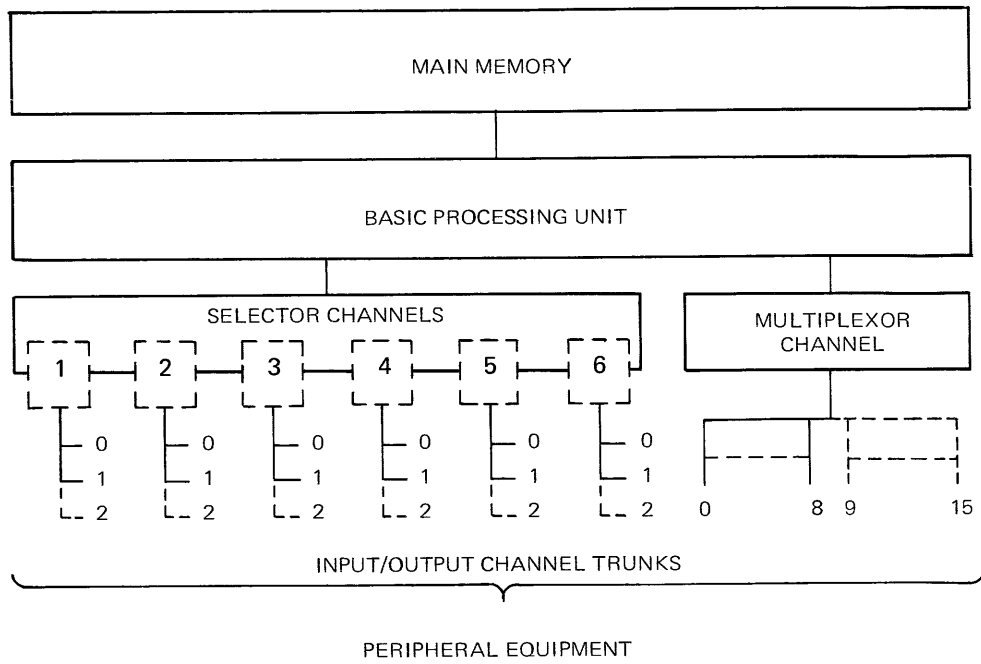 MAIN MEMORY
BASIC PROCESSING UNIT
SELECTOR CHANNELS
MULTIPLEXOR
CHANNEL
1 2 3 4 5 6
0 0 0 0 0 0
1 1 1 1 1 1
2 2 2 2 2 2
0 8 9 15
INPUT/OUTPUT CHANNEL TRUNKS
PERIPHERAL EQUIPMENT